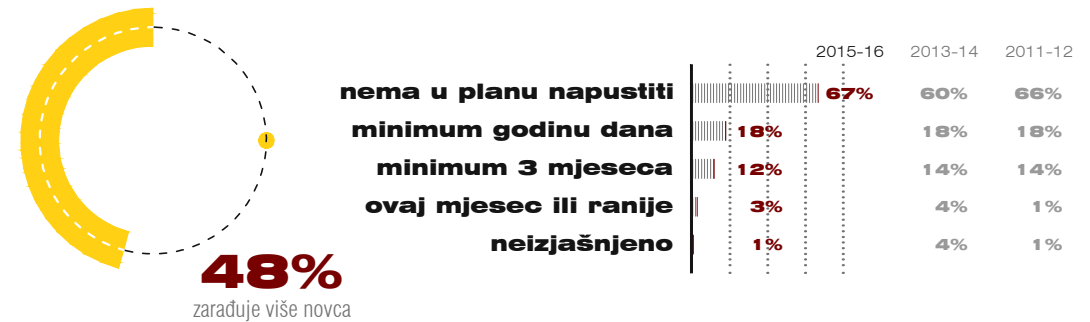 2015-16 2013-14 2011-12
nema u planu napustiti 67% 60% 66%
minimum godinu dana 18% 18% 18%
minimum 3 mjeseca 12% 14% 14%
ovaj mjesec ili ranije 3% 4% 1%
neizjašnjeno 1% 4% 1%
48%
zarađuje više novca